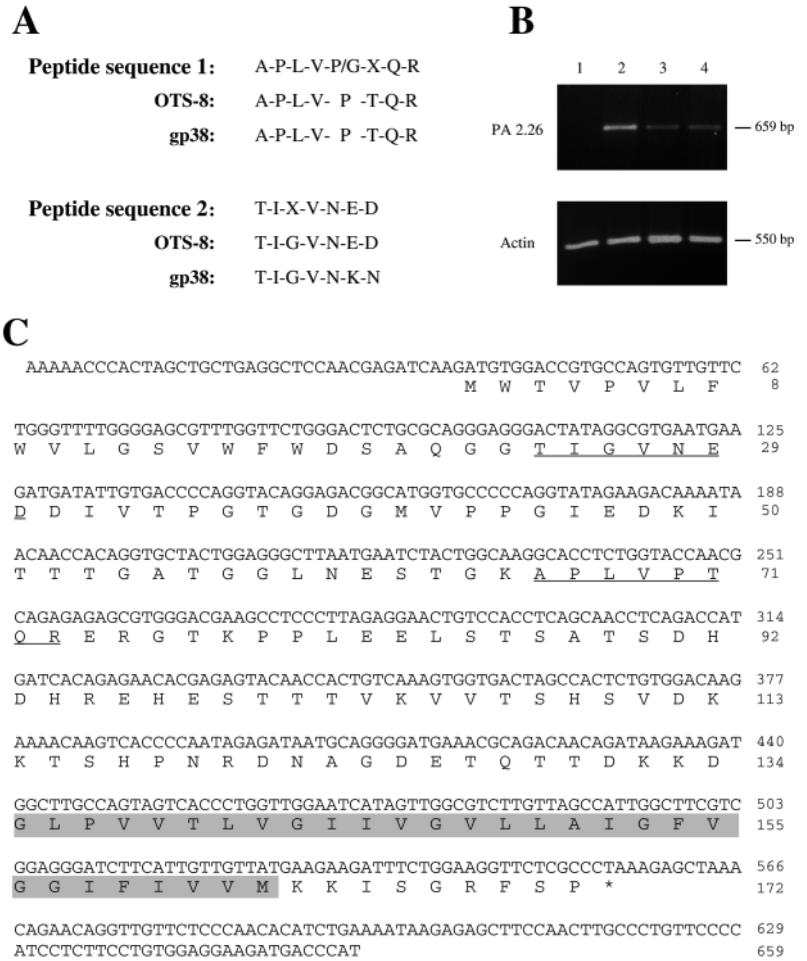 A
Peptide sequence 1: A-P-L-V-P/G-X-Q-R
OTS-8: A-P-L-V- P -T-Q-R
gp38: A-P-L-V- P -T-Q-R
Peptide sequence 2: T-I-X-V-N-E-D
OTS-8: T-I-G-V-N-E-D
gp38: T-I-G-V-N-K-N
B
1 2 3 4
PA 2.26 659 bp
Actin 550 bp
C
AAAAACCCACTAGCTGCTGAGGCTCCAACGAGATCAAGATGTGGACCGTGCCAGTGTTGTTC 62
M W T V P V L F 8
TGGGTTTTGGGGAGCGTTTGGTTCTGGGACTCTGCGCAGGGAGGGACTATAGGCGTGAATGAA 125
W V L G S V W F W D S A Q G G T I G V N E 29
GATGATATTGTGACCCCAGGTACAGGAGACGGCATGGTGCCCCCAGGTATAGAAGACAAAATA 188
D D I V T P G T G D G M V P P G I E D K I 50
ACAACCACAGGTGCTACTGGAGGGCTTAATGAATCTACTGGCAAGGCACCTCTGGTACCAACG 251
T T T G A T G G L N E S T G K A P L V P T 71
CAGAGAGAGCGTGGGACGAAGCCTCCCTTAGAGGAACTGTCCACCTCAGCAACCTCAGACCAT 314
Q R E R G T K P P L E E L S T S A T S D H 92
GATCACAGAGAACACGAGAGTACAACCACTGTCAAAGTGGTGACTAGCCACTCTGTGGACAAG 377
D H R E H E S T T T V K V V T S H S V D K 113
AAAACAAGTCACCCCAATAGAGATAATGCAGGGGATGAAACGCAGACAACAGATAAGAAAGAT 440
K T S H P N R D N A G D E T Q T T D K K D 134
GGCTTGCCAGTAGTCACCCTGGTTGGAATCATAGTTGGCGTCTTGTTAGCCATTGGCTTCGTC 503
G L P V V T L V G I I V G V L L A I G F V 155
GGAGGGATCTTCATTGTTGTTATGAAGAAGATTTCTGGAAGGTTCTCGCCCTAAAGAGCTAAA 566
G G I F I V V M K K I S G R F S P * 172
CAGAACAGGTTGTTCTCCCAACACATCTGAAAATAAGAGAGCTTCCAACTTGCCCTGTTCCCC 629
ATCCTCTTCCTGTGGAGGAAGATGACCCAT 659